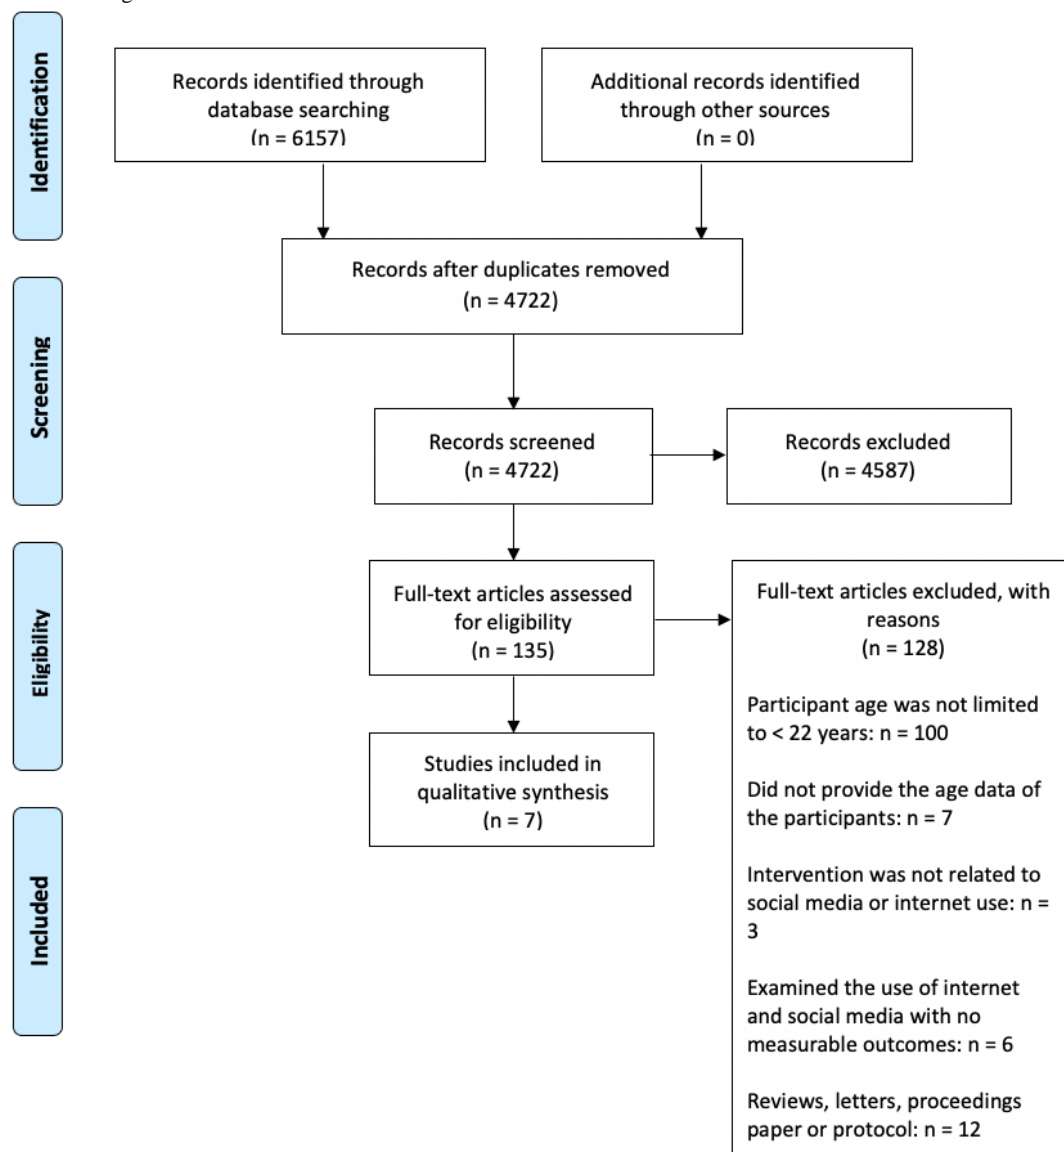 Identification
Records identified through
database searching
(n = 6157)
Additional records identified
through other sources
(n = 0)
Records after duplicates removed
(n = 4722)
Screening
Records screened
(n = 4722)
Records excluded
(n = 4587)
Eligibility
Full-text articles assessed
for eligibility
(n = 135)
Full-text articles excluded, with
reasons
(n = 128)
Participant age was not limited
to < 22 years: n = 100
Did not provide the age data of
the participants: n = 7
Intervention was not related to
social media or internet use: n =
3
Examined the use of internet
and social media with no
measurable outcomes: n = 6
Reviews, letters, proceedings
paper or protocol: n = 12
Studies included in
qualitative synthesis
(n = 7)
Included